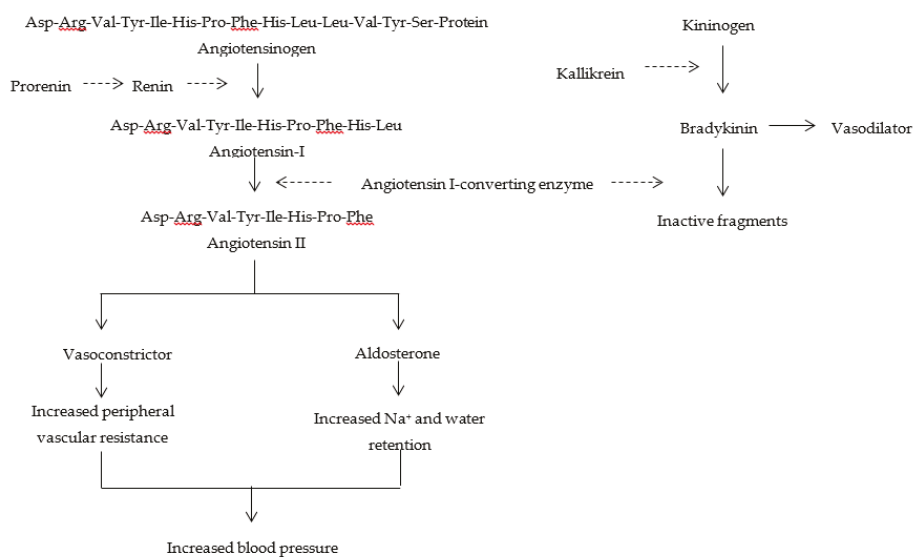 Asp-Arg-Val-Tyr-Ile-His-Pro-Phe-His-Leu-Leu-Val-Tyr-Ser-Protein
Angiotensinogen
Prorenin
Renin
Asp-Arg-Val-Tyr-Ile-His-Pro-Phe-His-Leu
Angiotensin-I
Angiotensin I-converting enzyme
Asp-Arg-Val-Tyr-Ile-His-Pro-Phe
Angiotensin II
Vasoconstrictor
Increased peripheral
vascular resistance
Aldosterone
Increased Na⁺ and water
retention
Increased blood pressure
Kininogen
Kallikrein
Bradykinin
Vasodilator
Inactive fragments